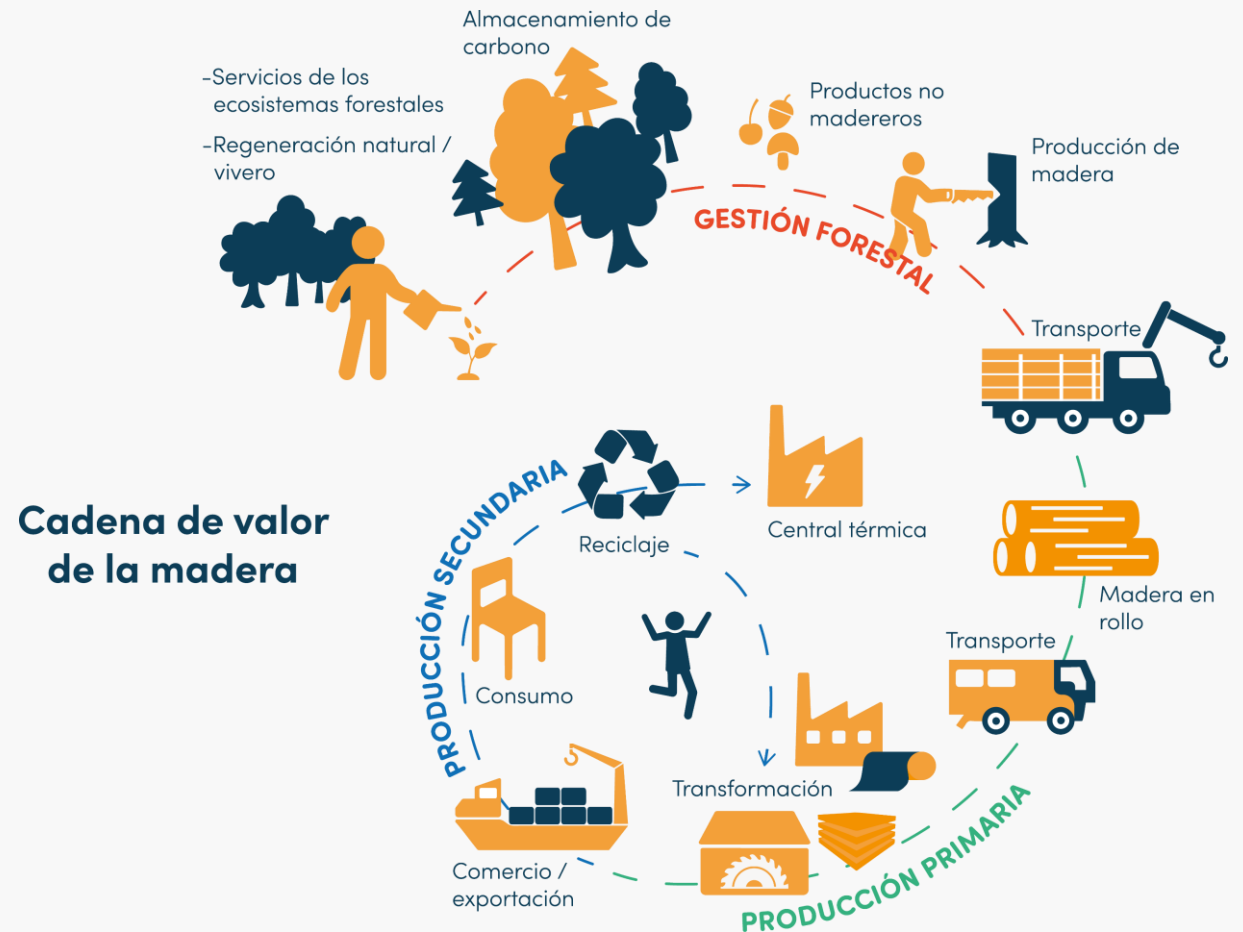 Almacenamiento de
carbono
-Servicios de los
ecosistemas forestales
-Regeneración natural /
vivero
Productos no
madereros
Producción de
madera
GESTIÓN FORESTAL
Transporte
Cadena de valor
de la madera
PRODUCCIÓN SECUNDARIA
Reciclaje
Central térmica
Madera en
rollo
Transporte
Consumo
Transformación
Comercio /
exportación
PRODUCCIÓN PRIMARIA